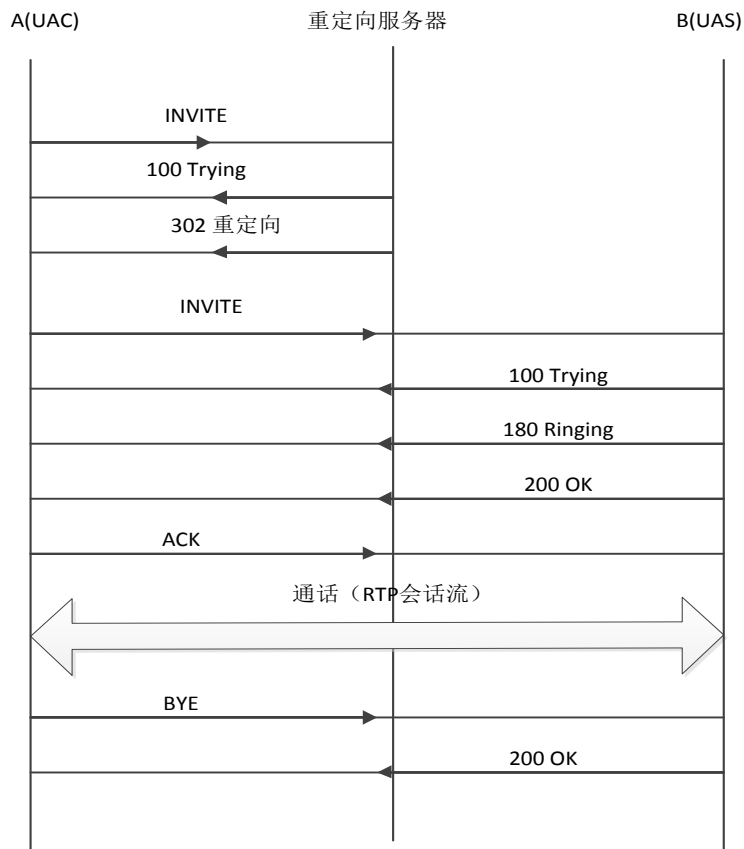 A(UAC) 重定向服务器 B(UAS)
INVITE
100 Trying
302 重定向
INVITE
100 Trying
180 Ringing
200 OK
ACK
通话（RTP会话流）
BYE
200 OK